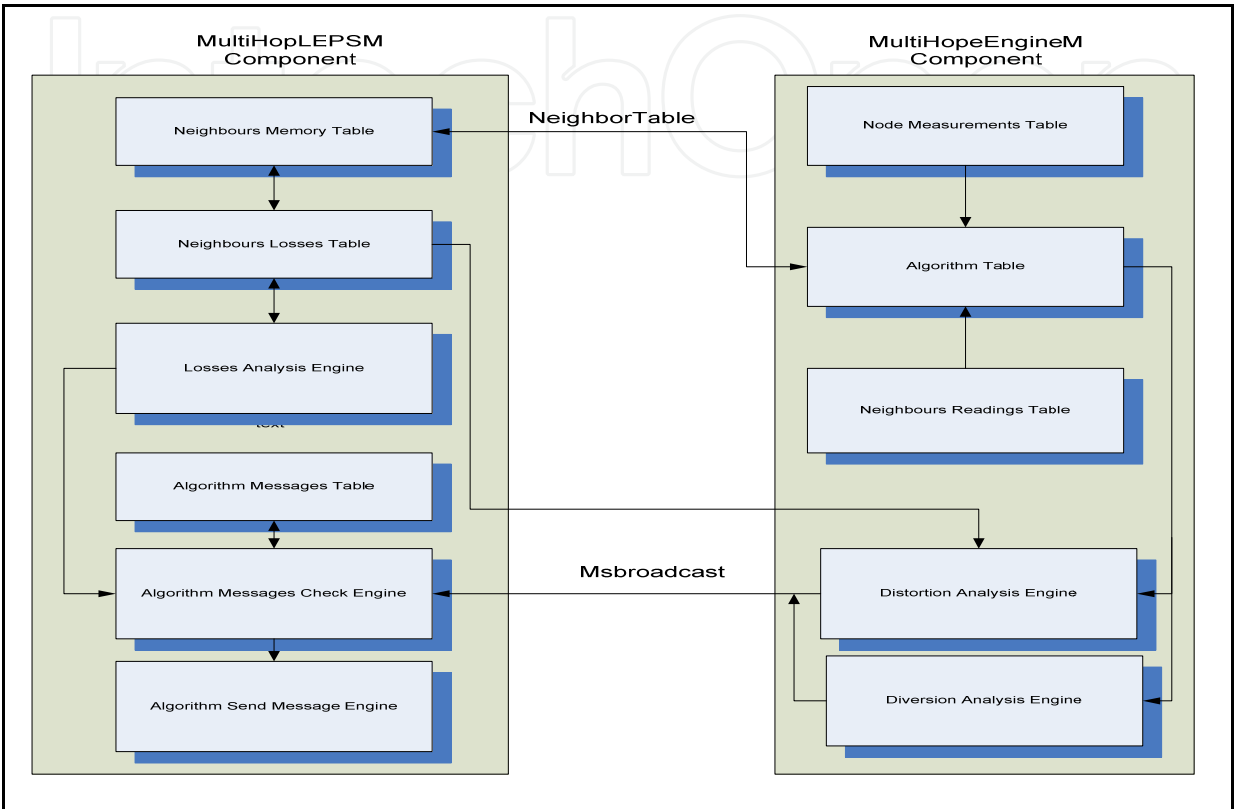 IntechOpen
MultiHopLEPSM
Component
Neighbours Memory Table
Neighbours Losses Table
Losses Analysis Engine
text
Algorithm Messages Table
Algorithm Messages Check Engine
Algorithm Send Message Engine
NeighborTable
Msbroadcast
MultiHopeEngineM
Component
Node Measurements Table
Algorithm Table
Neighbours Readings Table
Distortion Analysis Engine
Diversion Analysis Engine